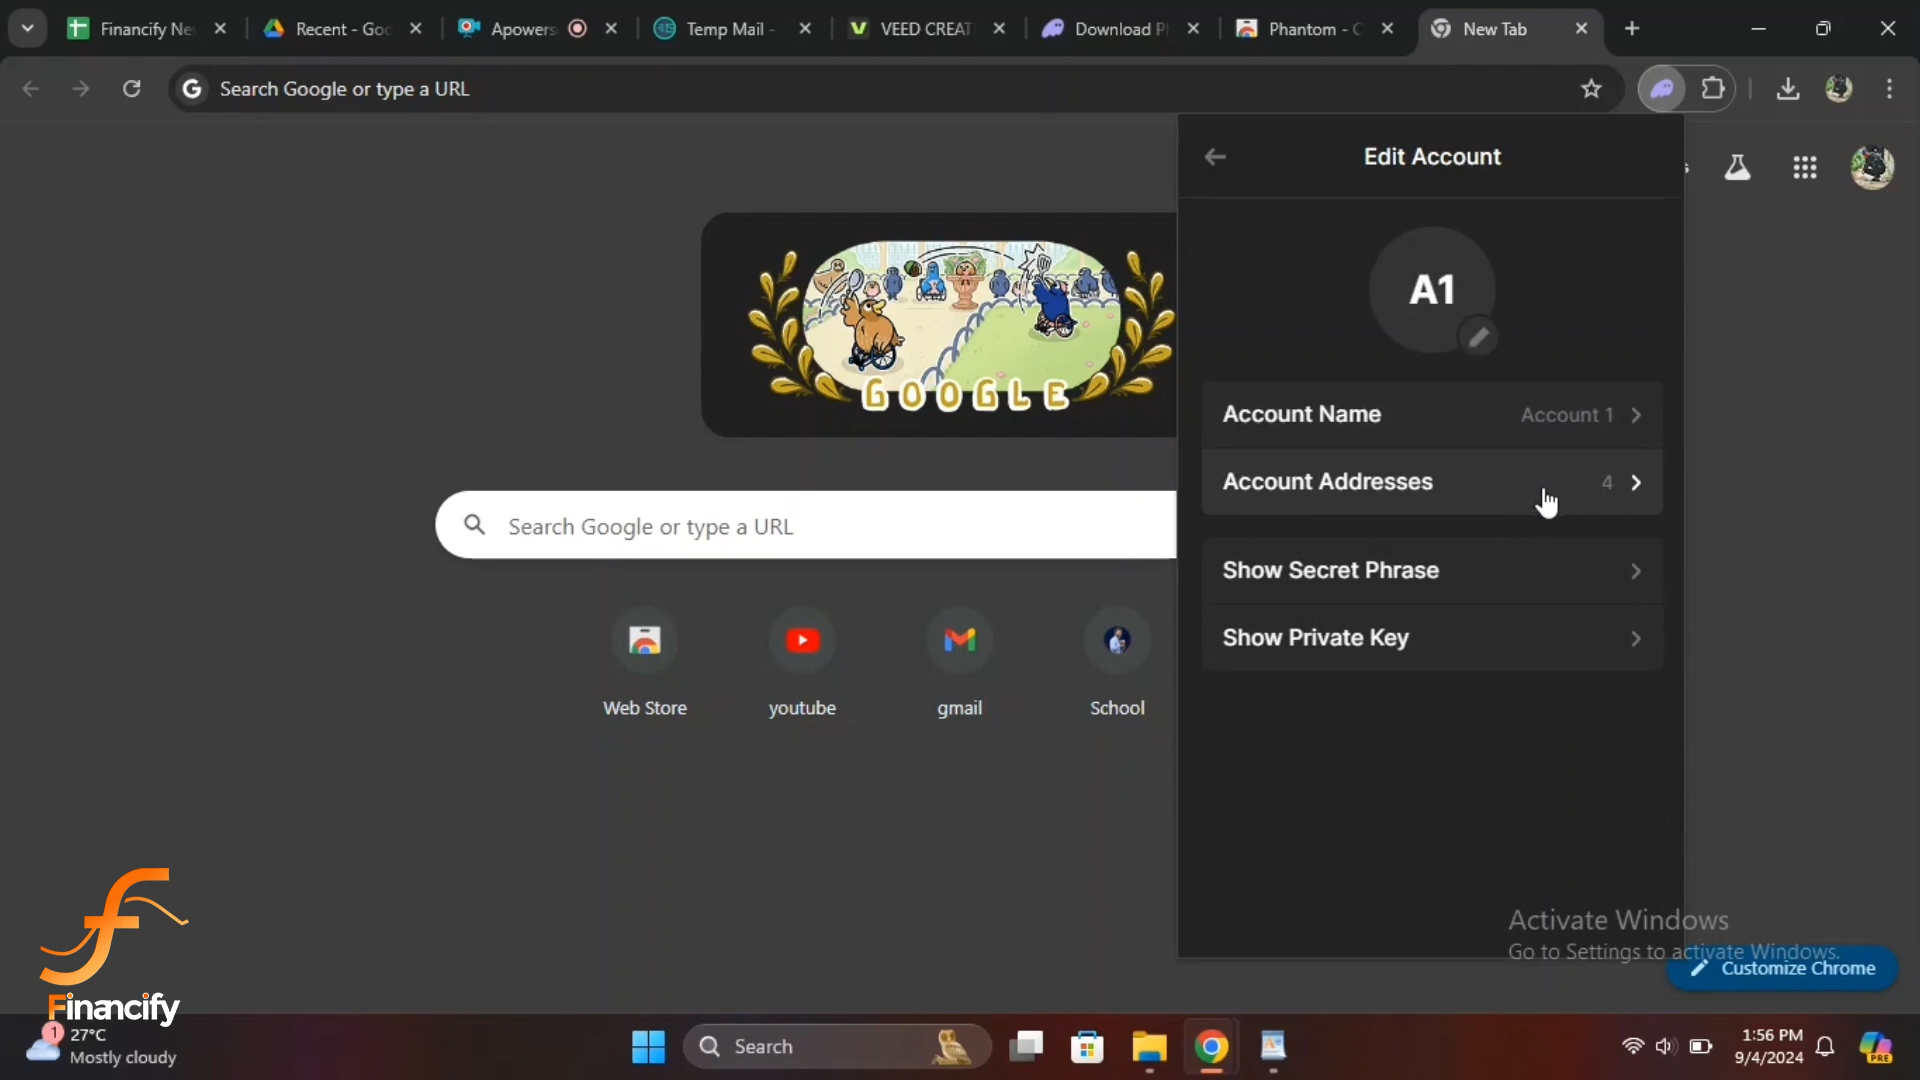 Financify Ne
Recent - Goo
Apowers
Temp Mail -
VEED CREAT
Download P
Phantom - C
New Tab
Search Google or type a URL
Edit Account
A1
GOOGLE
Account Name
Account 1
Account Addresses
4
Search Google or type a URL
Show Secret Phrase
Show Private Key
Web Store
youtube
gmail
School
Activate Windows
Go to Settings to activate Windows.
Customize Chrome
Financify
1
27°C
Mostly cloudy
Search
1:56 PM
9/4/2024
PRE